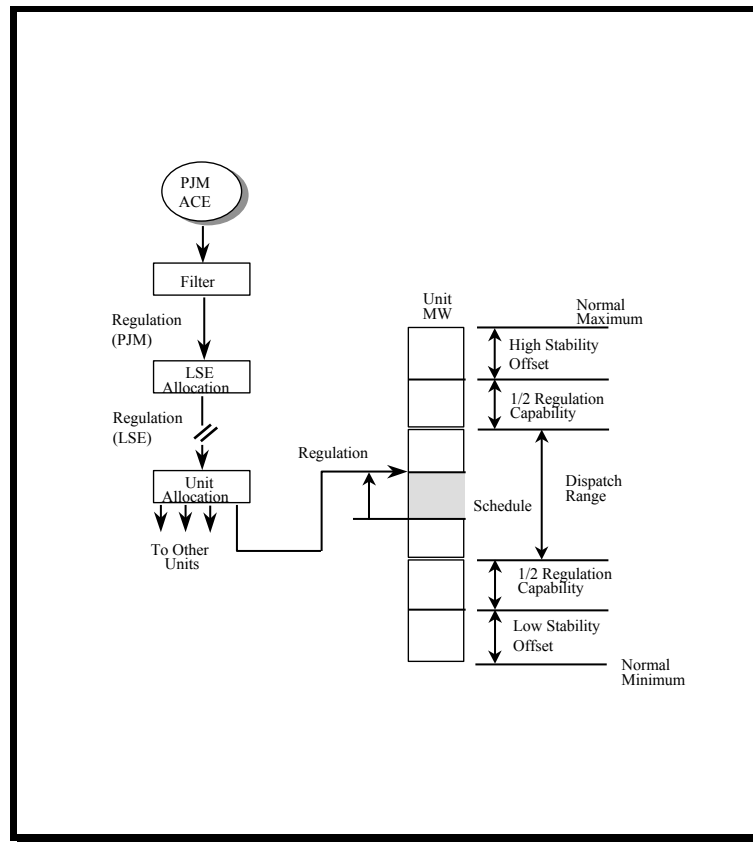 PJM
ACE
Filter
Regulation
(PJM)
LSE
Allocation
Regulation
(LSE)
Unit
Allocation
To Other
Units
Regulation
Unit
MW
Normal
Maximum
High Stability
Offset
1/2 Regulation
Capability
Schedule
Dispatch
Range
1/2 Regulation
Capability
Low Stability
Offset
Normal
Minimum